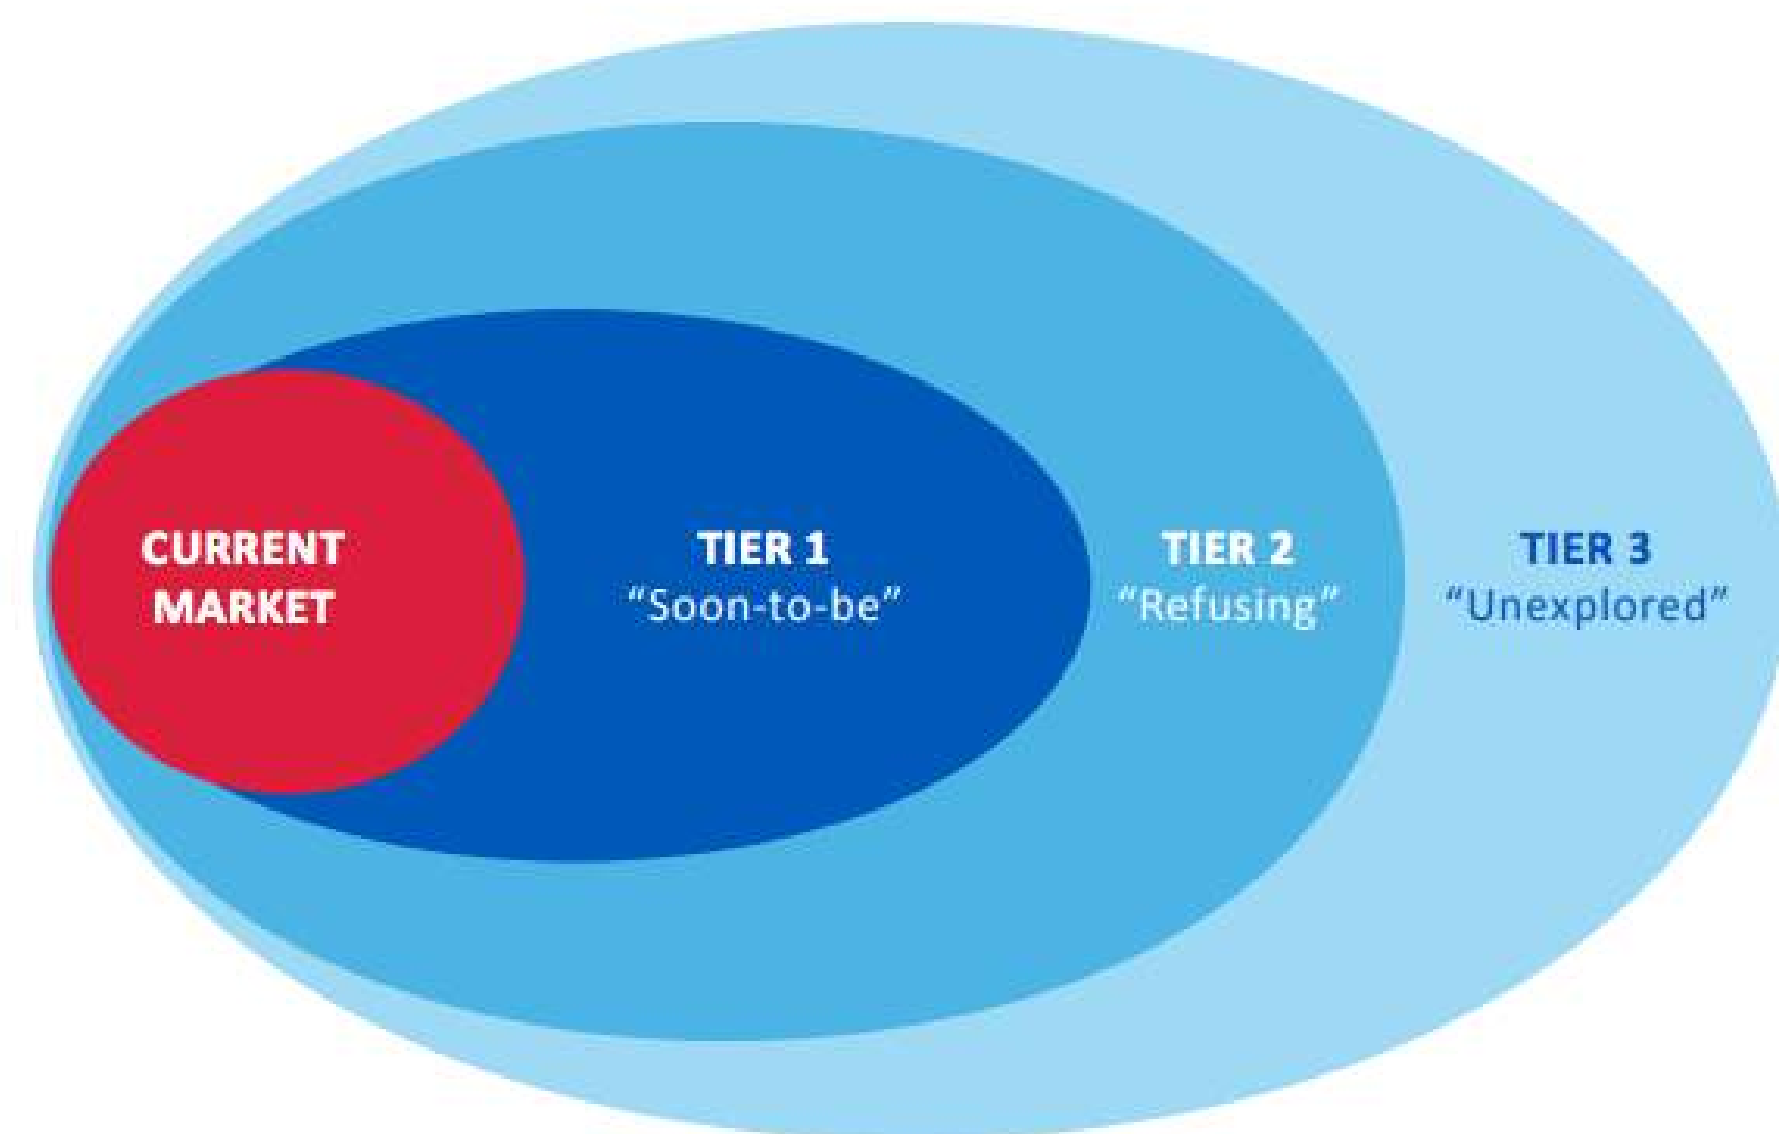 CURRENT
MARKET
TIER 1
“Soon-to-be”
TIER 2
“Refusing”
TIER 3
“Unexplored”